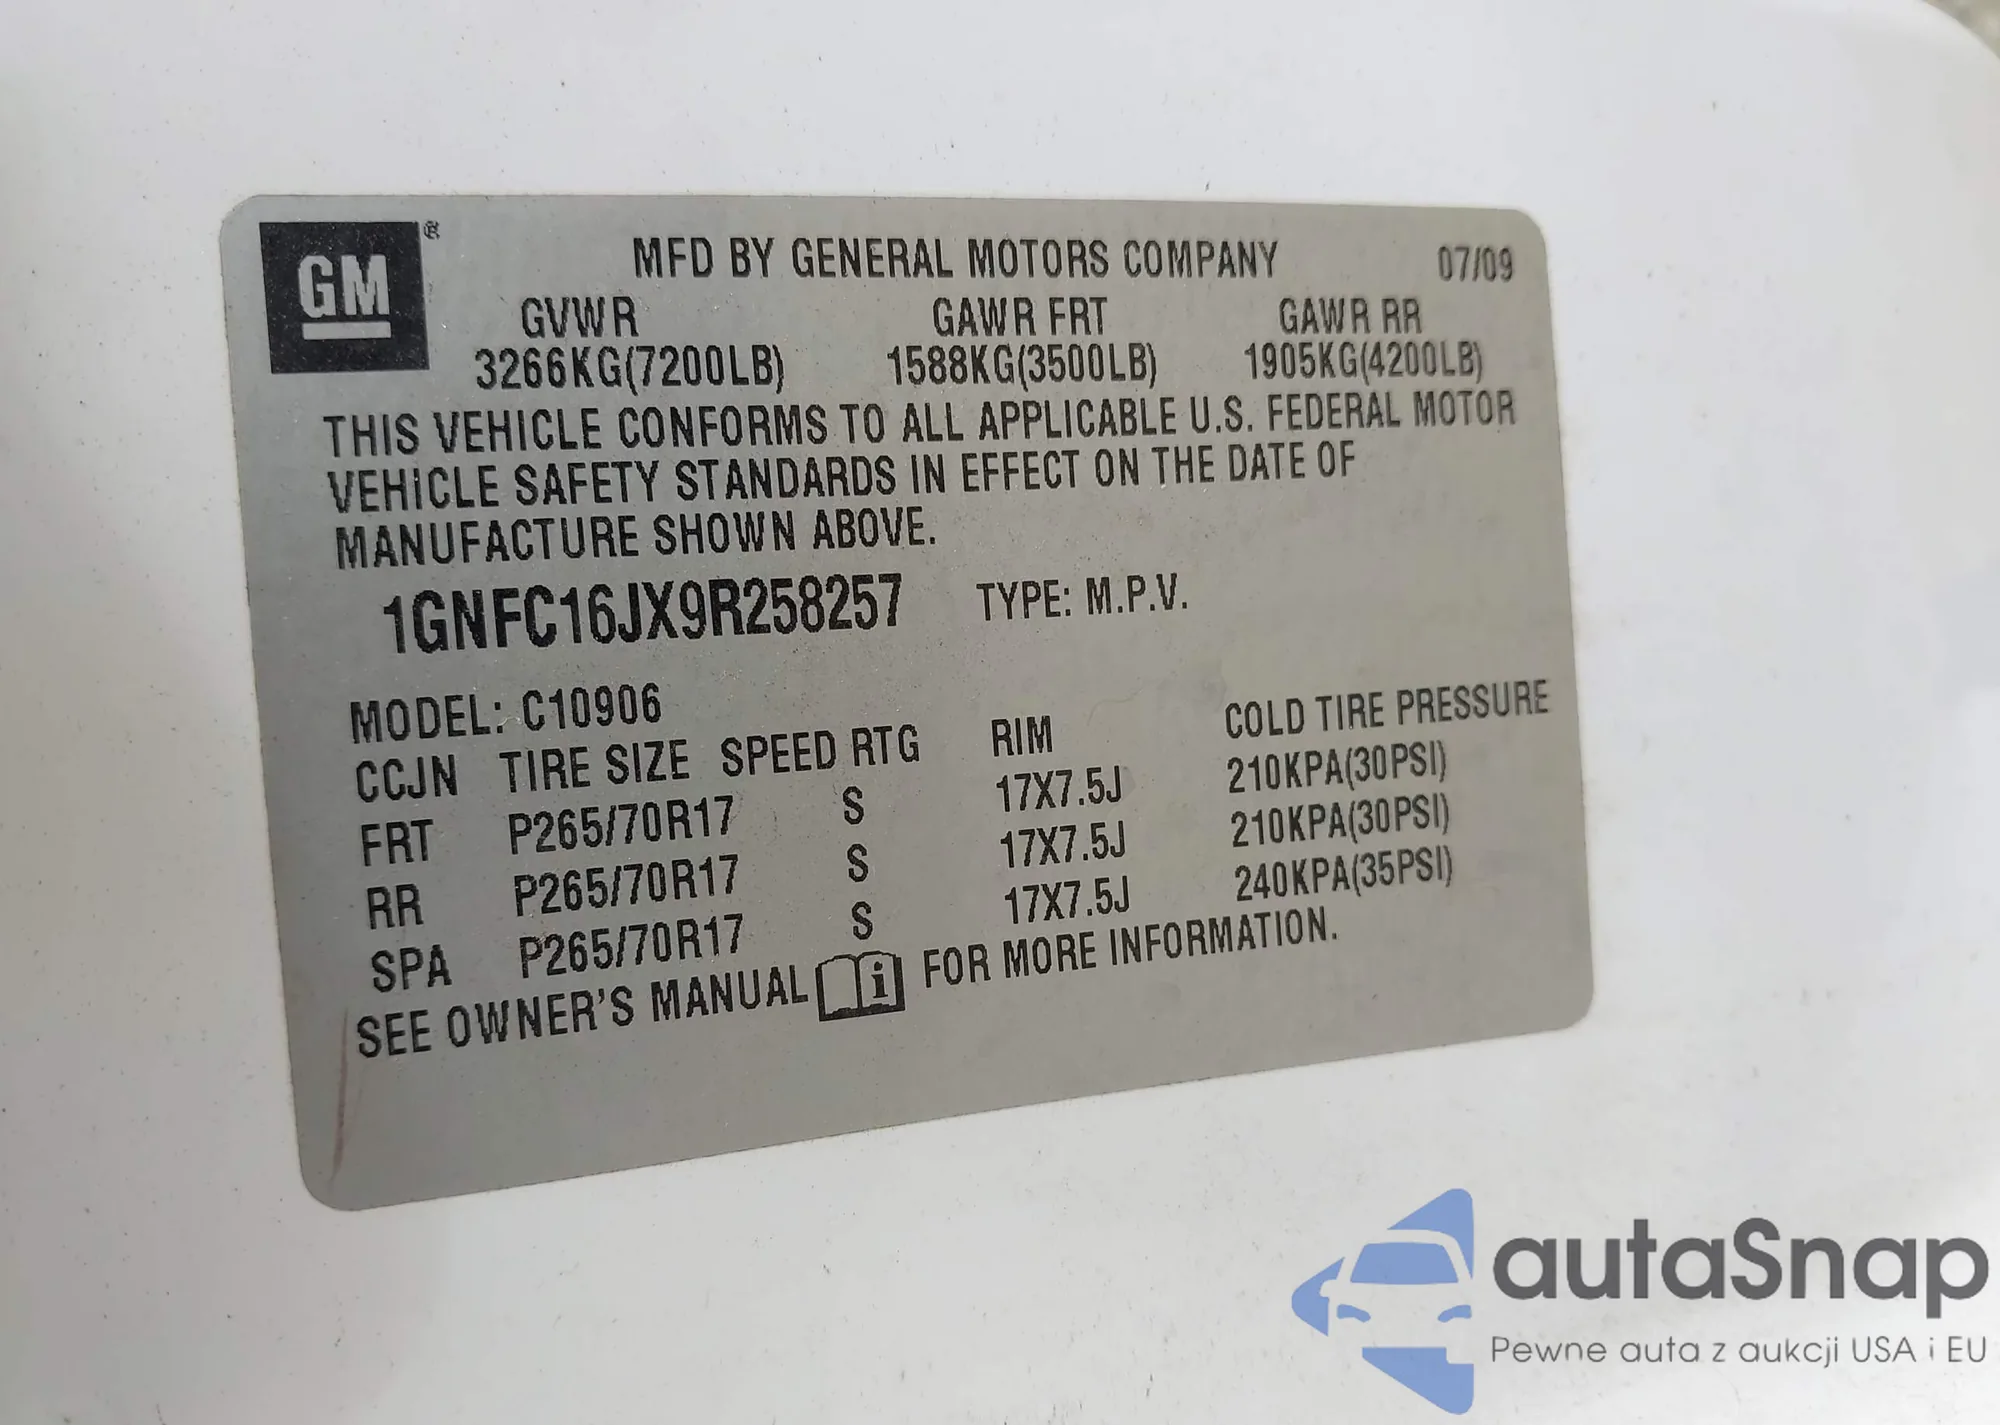 GM®
MFD BY GENERAL MOTORS COMPANY 07/09
GVWR GAWR FRT GAWR RR
3266KG(7200LB) 1588KG(3500LB) 1905KG(4200LB)
THIS VEHICLE CONFORMS TO ALL APPLICABLE U.S. FEDERAL MOTOR
VEHICLE SAFETY STANDARDS IN EFFECT ON THE DATE OF
MANUFACTURE SHOWN ABOVE.
1GNFC16JX9R258257 TYPE: M.P.V.
MODEL: C10906
CCJN TIRE SIZE SPEED RTG RIM COLD TIRE PRESSURE
FRT P265/70R17 S 17X7.5J 210KPA(30PSI)
RR P265/70R17 S 17X7.5J 210KPA(30PSI)
SPA P265/70R17 S 17X7.5J 240KPA(35PSI)
SEE OWNER'S MANUAL i FOR MORE INFORMATION.
autaSnap
Pewne auta z aukcji USA i EU